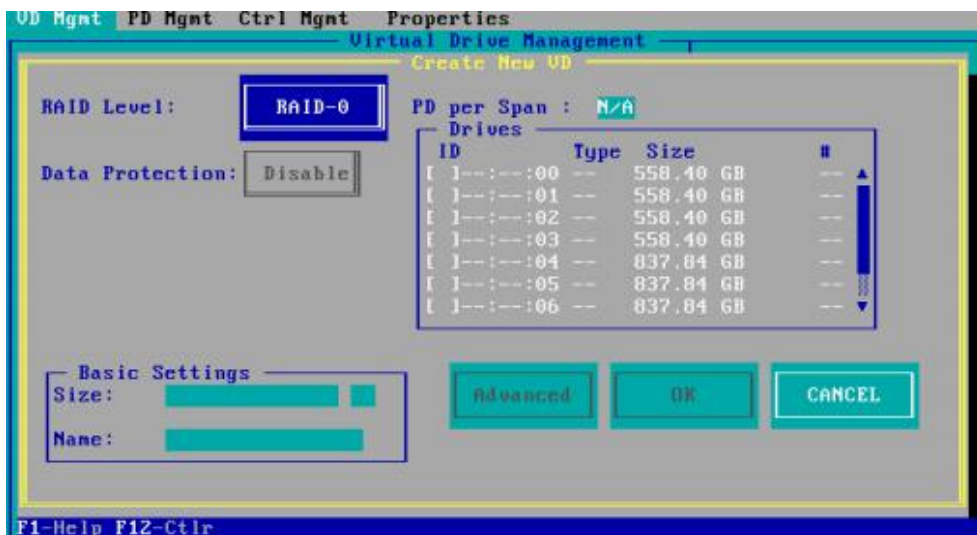 VD Mgmt PD Mgmt Ctrl Mgmt Properties
Virtual Drive Management
Create New VD
RAID Level: RAID-0 PD per Span : N/A
Drives
ID Type Size #
Data Protection: Disable
[ ]--:--:00 -- 558.40 GB --
[ ]--:--:01 -- 558.40 GB --
[ ]--:--:02 -- 558.40 GB --
[ ]--:--:03 -- 558.40 GB --
[ ]--:--:04 -- 837.84 GB --
[ ]--:--:05 -- 837.84 GB --
[ ]--:--:06 -- 837.84 GB --
Basic Settings
Size:
Name:
Advanced OK CANCEL
F1-Help F12-Ctlr